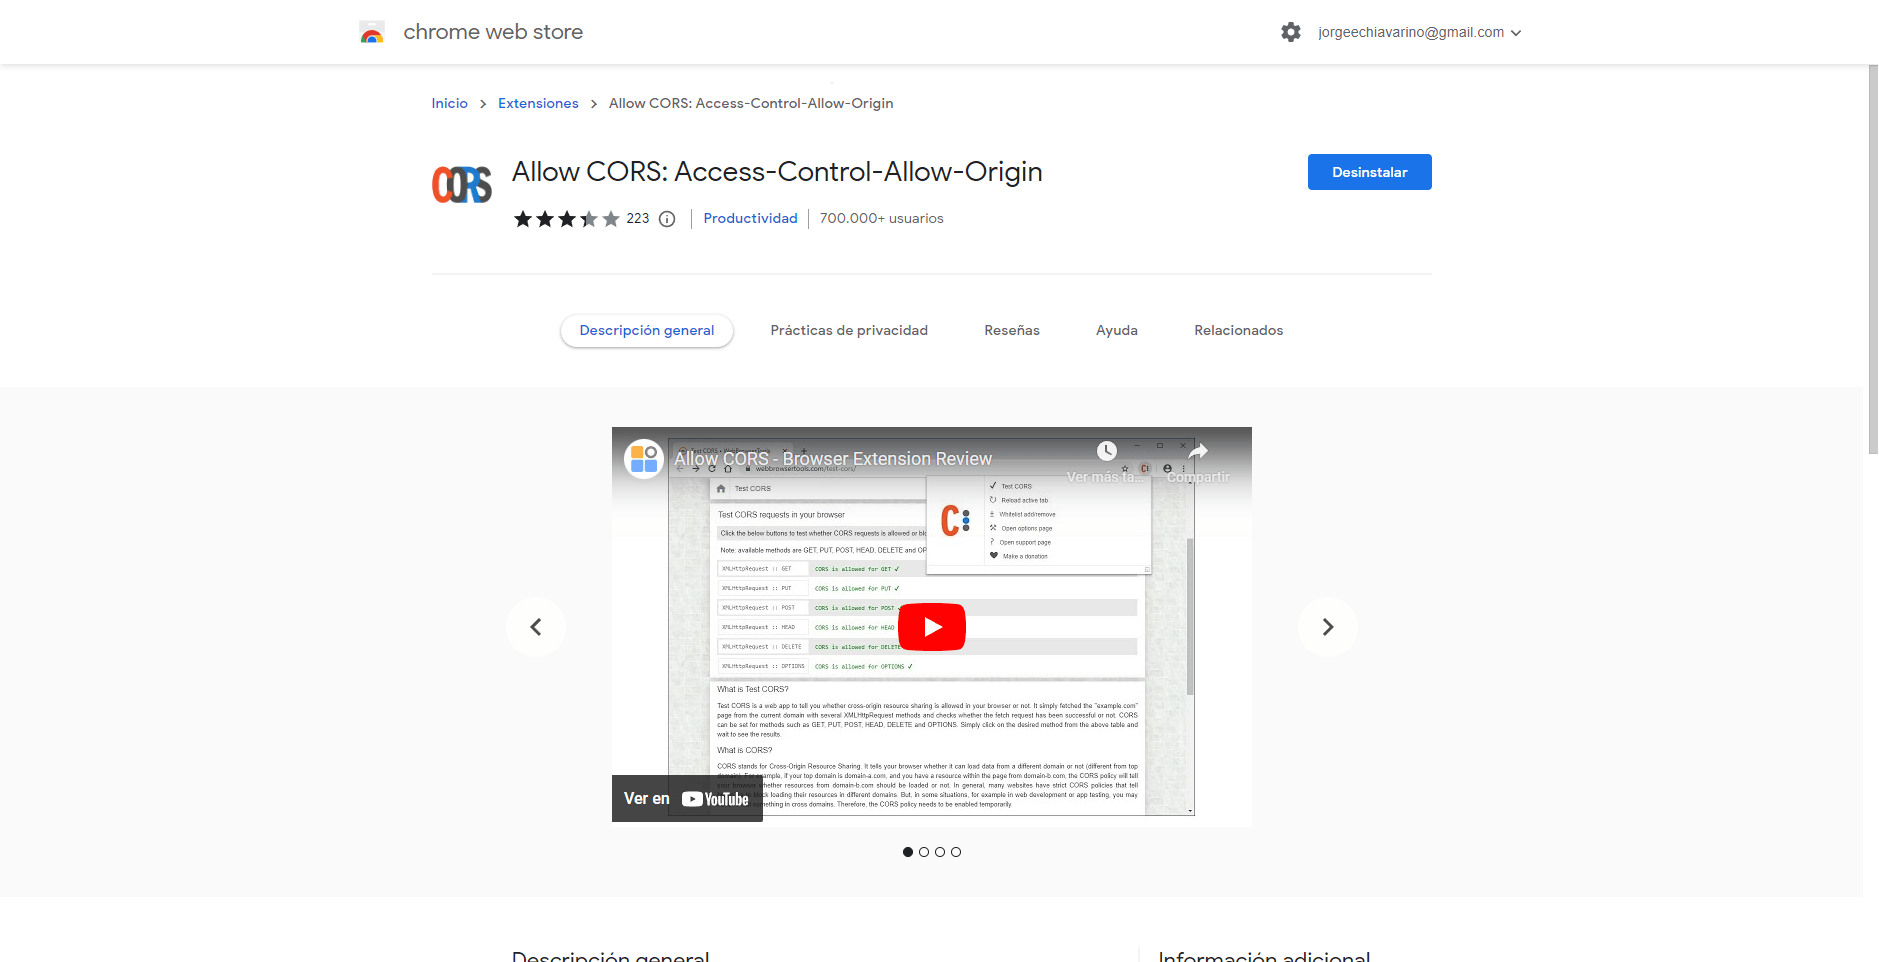 chrome web store
jorgeechiavarino@gmail.com
Inicio > Extensiones > Allow CORS: Access-Control-Allow-Origin
CORS
Allow CORS: Access-Control-Allow-Origin
Desinstalar
223
Productividad
700.000+ usuarios
Descripción general
Prácticas de privacidad
Reseñas
Ayuda
Relacionados
Allow CORS - Browser Extension Review
Ver más ta...
Compartir
webbrowsertools.com/test-cors/
Test CORS
Test CORS
Reload active tab
Whitelist add/remove
Open options page
Open support page
Make a donation
Test CORS requests in your browser
Click the below buttons to test whether CORS requests is allowed or blo
Note: available methods are GET, PUT, POST, HEAD, DELETE and OP
XMLHttpRequest :: GET CORS is allowed for GET ✔
XMLHttpRequest :: PUT CORS is allowed for PUT ✔
XMLHttpRequest :: POST CORS is allowed for POST
XMLHttpRequest :: HEAD CORS is allowed for HEAD
XMLHttpRequest :: DELETE CORS is allowed for DELETE
XMLHttpRequest :: OPTIONS CORS is allowed for OPTIONS ✔
What is Test CORS?
Test CORS is a web app to tell you whether cross-origin resource sharing is allowed in your browser or not. It simply fetched the "example.com"
page from the current domain with several XMLHttpRequest methods and checks whether the fetch request has been successful or not. CORS
can be set for methods such as GET, PUT, POST, HEAD, DELETE and OPTIONS. Simply click on the desired method from the above table and
wait to see the results.
What is CORS?
CORS stands for Cross-Origin Resource Sharing. It tells your browser whether it can load data from a different domain or not (different from top
domain). For example, if your top domain is domain-a.com, and you have a resource within the page from domain-b.com, the CORS policy will tell
your browser whether resources from domain-b.com should be loaded or not. In general, many websites have strict CORS policies that tell
block loading their resources in different domains. But, in some situations, for example in web development or app testing, you may
something in cross domains. Therefore, the CORS policy needs to be enabled temporarily.
Ver en YouTube
Descripción general
Información adicional